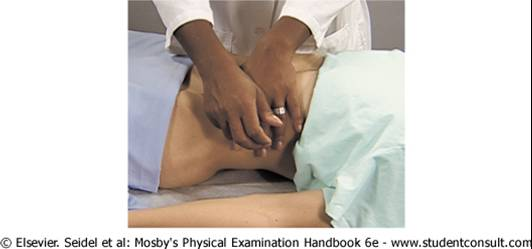 © Elsevier. Seidel et al: Mosby's Physical Examination Handbook 6e - www.studentconsult.com